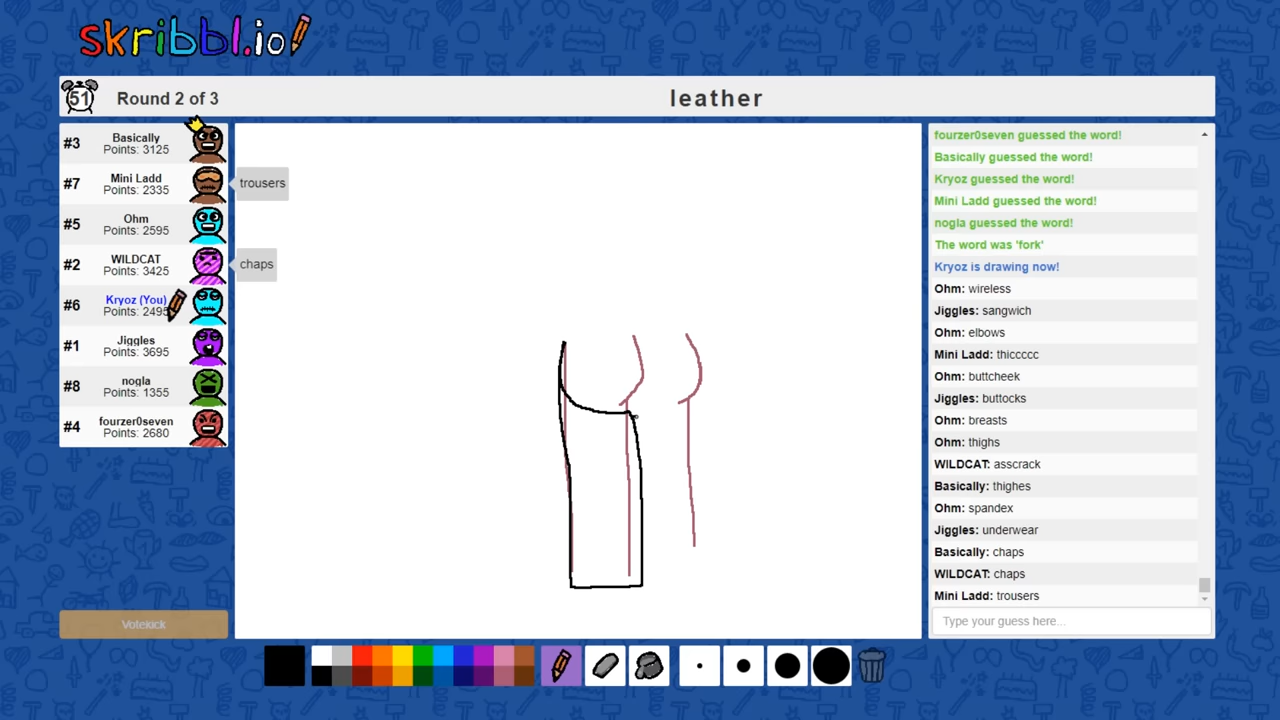 skribbl.io
51
Round 2 of 3
leather
#3
Basically
Points: 3125
#7
Mini Ladd
Points: 2335
trousers
#5
Ohm
Points: 2595
#2
WILDCAT
Points: 3425
chaps
#6
Kryoz (You)
Points: 2495
#1
Jiggles
Points: 3695
#8
nogla
Points: 1355
#4
fourzer0seven
Points: 2680
Votekick
fourzer0seven guessed the word!
Basically guessed the word!
Kryoz guessed the word!
Mini Ladd guessed the word!
nogla guessed the word!
The word was 'fork'
Kryoz is drawing now!
Ohm: wireless
Jiggles: sangwich
Ohm: elbows
Mini Ladd: thiccccc
Ohm: buttcheek
Jiggles: buttocks
Ohm: breasts
Ohm: thighs
WILDCAT: asscrack
Basically: thighes
Ohm: spandex
Jiggles: underwear
Basically: chaps
WILDCAT: chaps
Mini Ladd: trousers
Type your guess here...